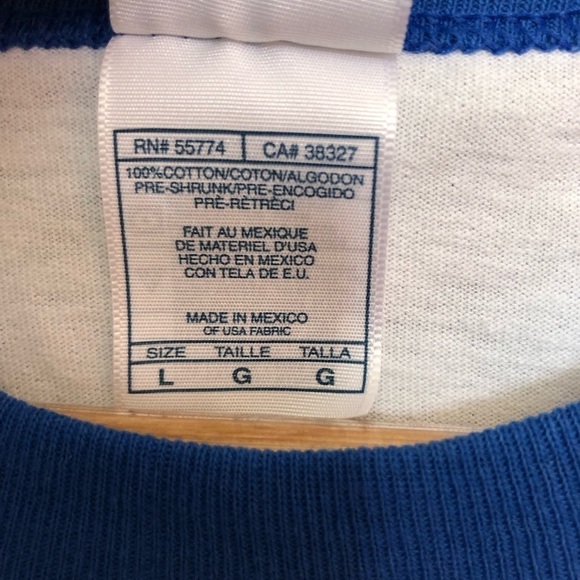 RN# 55774 CA# 38327
100%COTTON/COTON/ALGODON
PRE-SHRUNK/PRE-ENCOGIDO
PRÉ-RÉTRÉCI
FAIT AU MEXIQUE
DE MATERIEL D'USA
HECHO EN MEXICO
CON TELA DE E.U.
MADE IN MEXICO
OF USA FABRIC
SIZE TAILLE TALLA
L G G